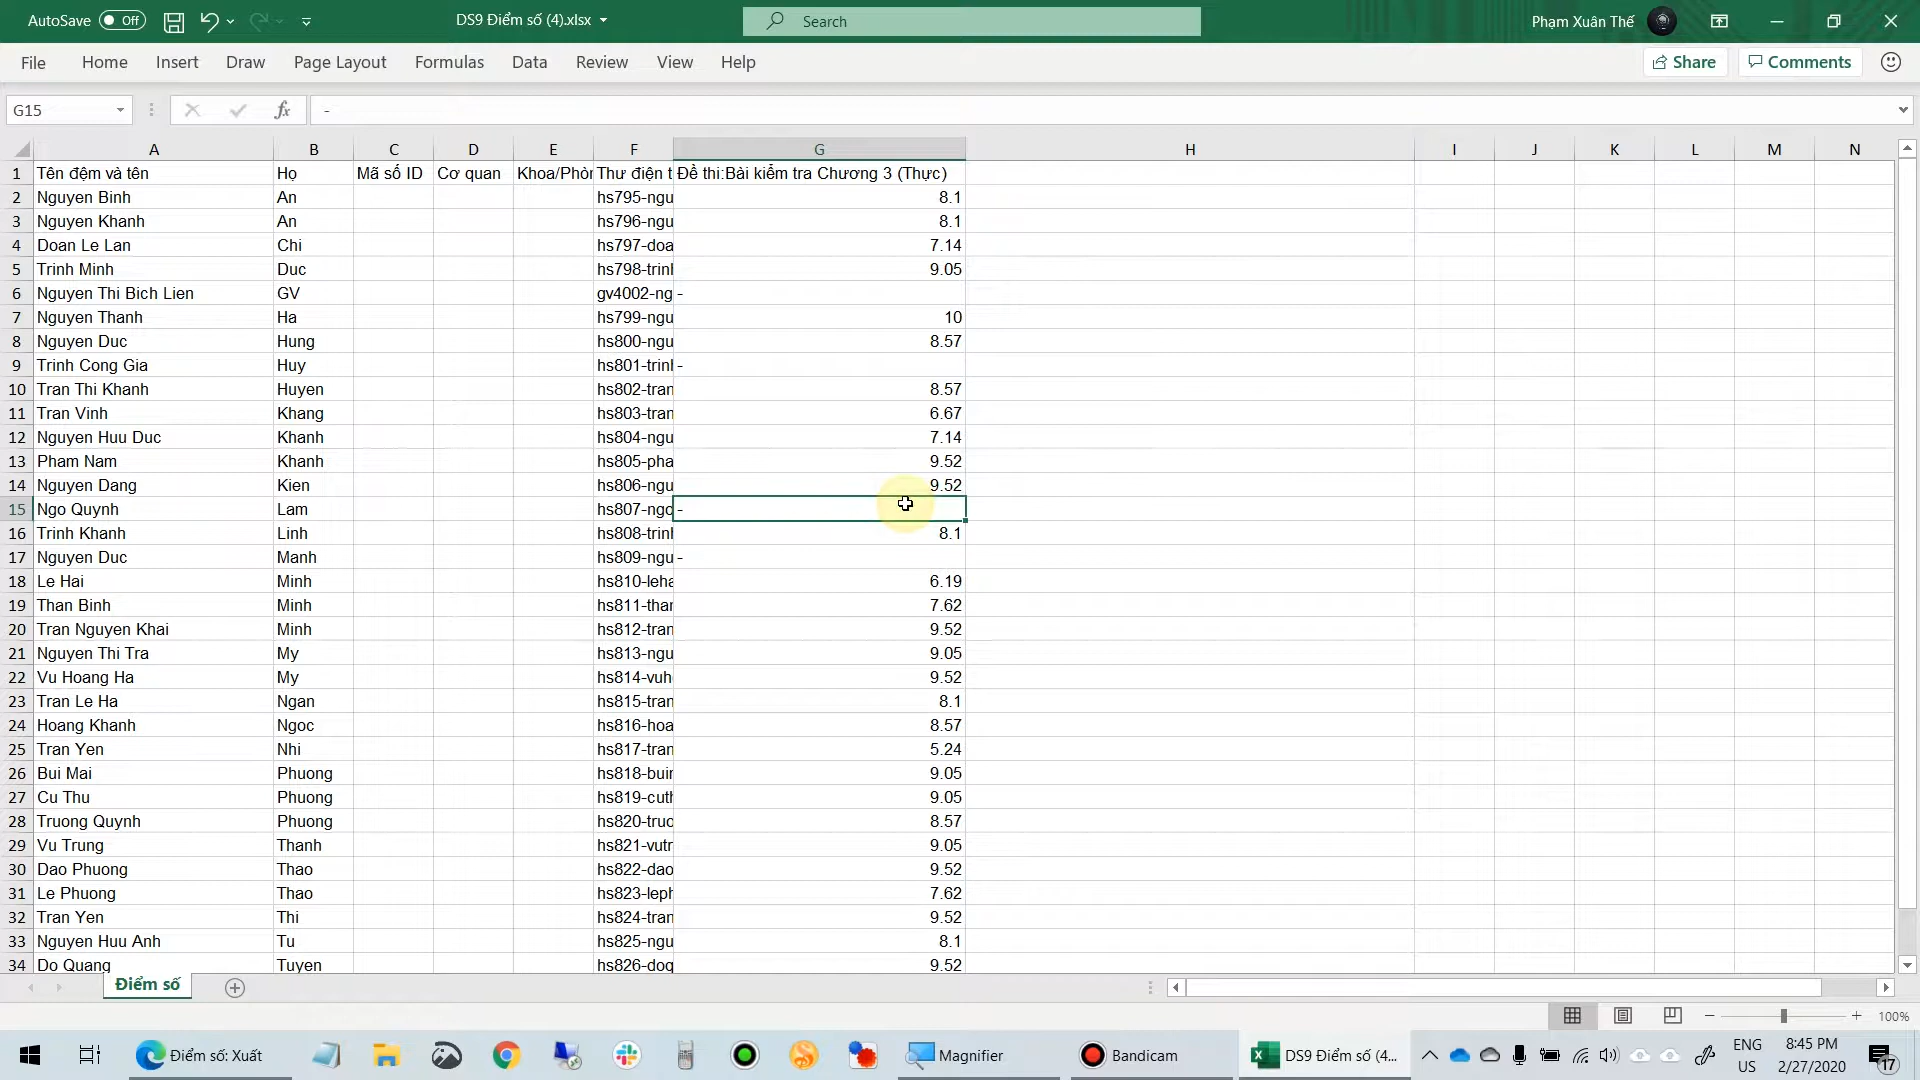 AutoSave Off DS9 Điểm số (4).xlsx Search Phạm Xuân Thế
File Home Insert Draw Page Layout Formulas Data Review View Help Share Comments
G15 fx -
A B C D E F G H I J K L M N
1 Tên đệm và tên Họ Mã số ID Cơ quan Khoa/Phòn Thư điện t Đề thi:Bài kiểm tra Chương 3 (Thực)
2 Nguyen Binh An hs795-ngu 8.1
3 Nguyen Khanh An hs796-ngu 8.1
4 Doan Le Lan Chi hs797-doa 7.14
5 Trinh Minh Duc hs798-trinh 9.05
6 Nguyen Thi Bich Lien GV gv4002-ng -
7 Nguyen Thanh Ha hs799-ngu 10
8 Nguyen Duc Hung hs800-ngu 8.57
9 Trinh Cong Gia Huy hs801-trinh -
10 Tran Thi Khanh Huyen hs802-tran 8.57
11 Tran Vinh Khang hs803-tran 6.67
12 Nguyen Huu Duc Khanh hs804-ngu 7.14
13 Pham Nam Khanh hs805-pha 9.52
14 Nguyen Dang Kien hs806-ngu 9.52
15 Ngo Quynh Lam hs807-ngo -
16 Trinh Khanh Linh hs808-trinh 8.1
17 Nguyen Duc Manh hs809-ngu -
18 Le Hai Minh hs810-leha 6.19
19 Than Binh Minh hs811-than 7.62
20 Tran Nguyen Khai Minh hs812-tran 9.52
21 Nguyen Thi Tra My hs813-ngu 9.05
22 Vu Hoang Ha My hs814-vuho 9.52
23 Tran Le Ha Ngan hs815-tran 8.1
24 Hoang Khanh Ngoc hs816-hoa 8.57
25 Tran Yen Nhi hs817-tran 5.24
26 Bui Mai Phuong hs818-buim 9.05
27 Cu Thu Phuong hs819-cuth 9.05
28 Truong Quynh Phuong hs820-truo 8.57
29 Vu Trung Thanh hs821-vutr 9.05
30 Dao Phuong Thao hs822-dao 9.52
31 Le Phuong Thao hs823-leph 7.62
32 Tran Yen Thi hs824-tran 9.52
33 Nguyen Huu Anh Tu hs825-ngu 8.1
34 Do Quang Tuyen hs826-doq 9.52
Điểm số
100%
Điểm số: Xuất Magnifier Bandicam DS9 Điểm số (4... ENG 8:45 PM
US 2/27/2020 17